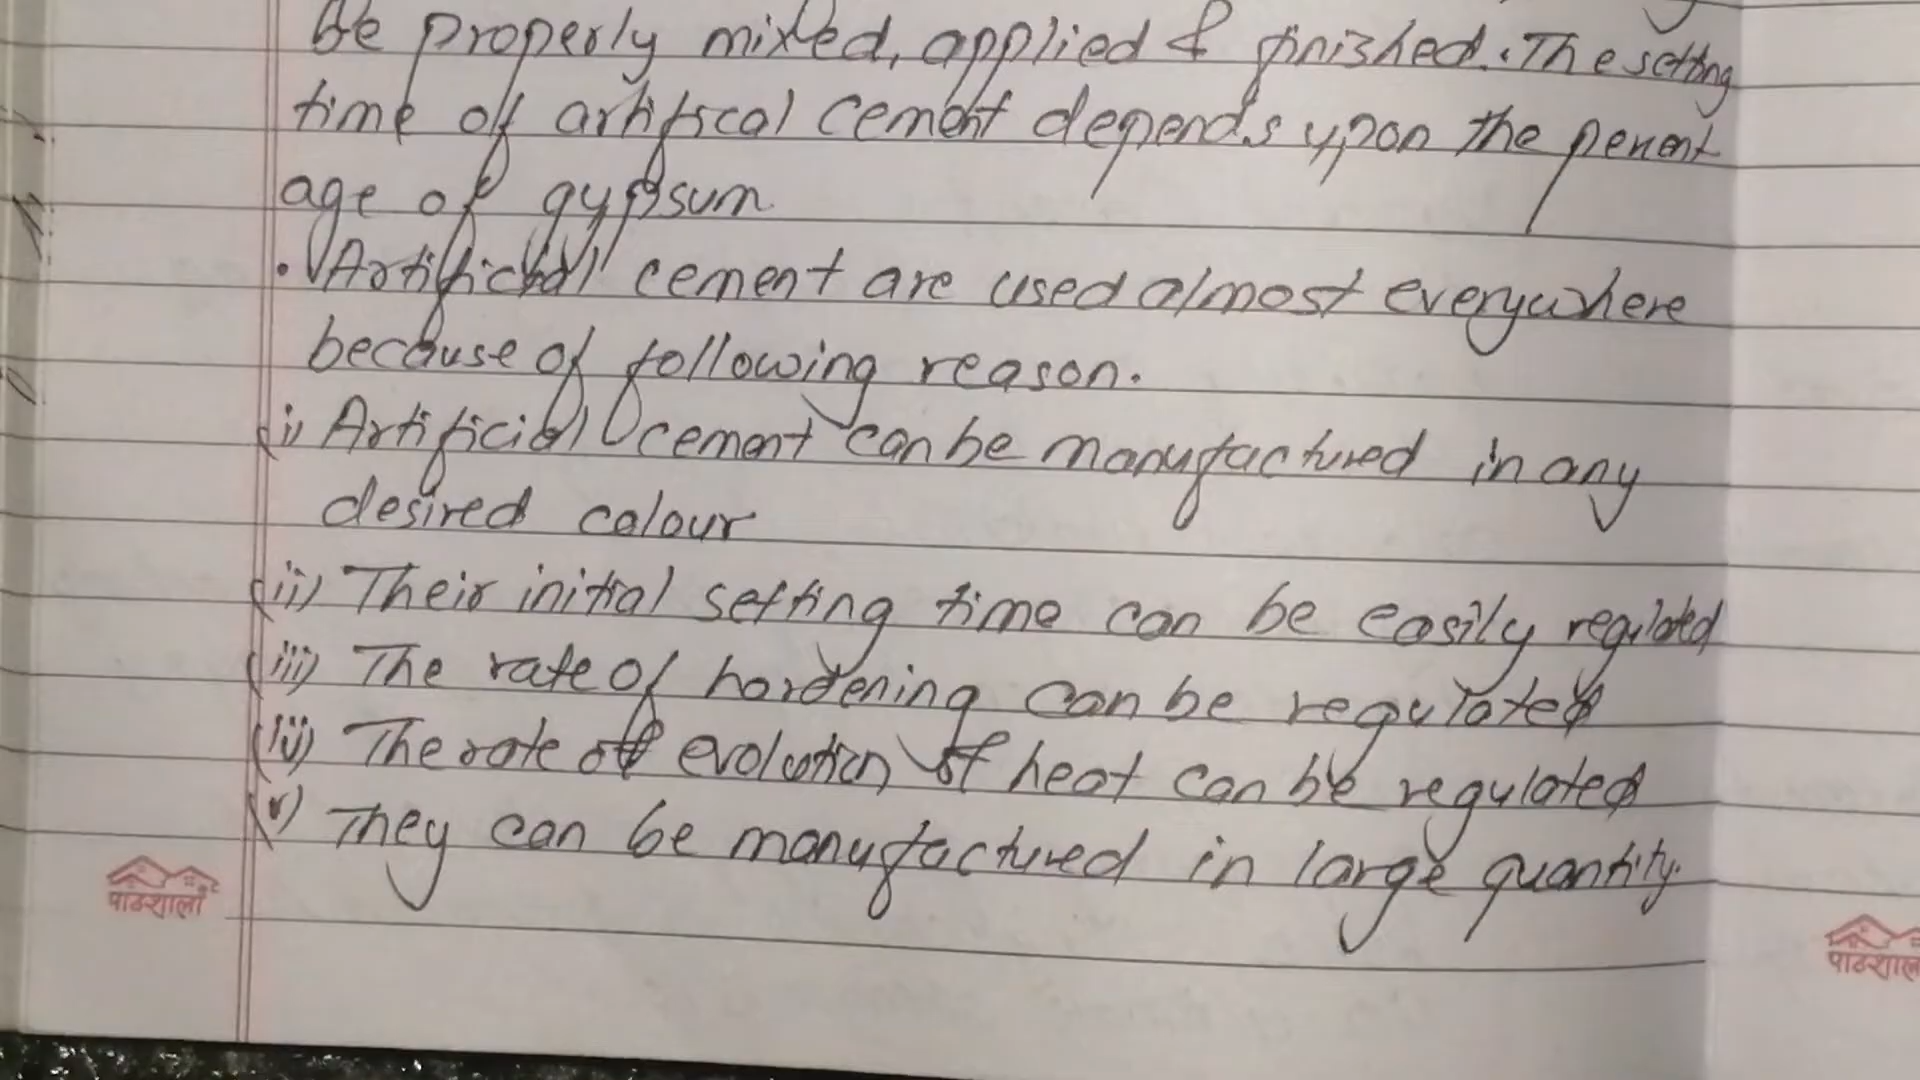 be properly mixed, applied & finished. The setting
time of artifical cement depends upon the percent
age of gypsum
. Artificial cement are used almost everywhere
because of following reason.
(i) Artificial cement can be manufactured in any
desired colour
(ii) Their initial setting time can be easily regulated
(iii) The rate of hardening can be regulated
(iv) The rate of evolution of heat can be regulated
(v) They can be manufactured in large quantity.
पाठशाला
पाठशाला